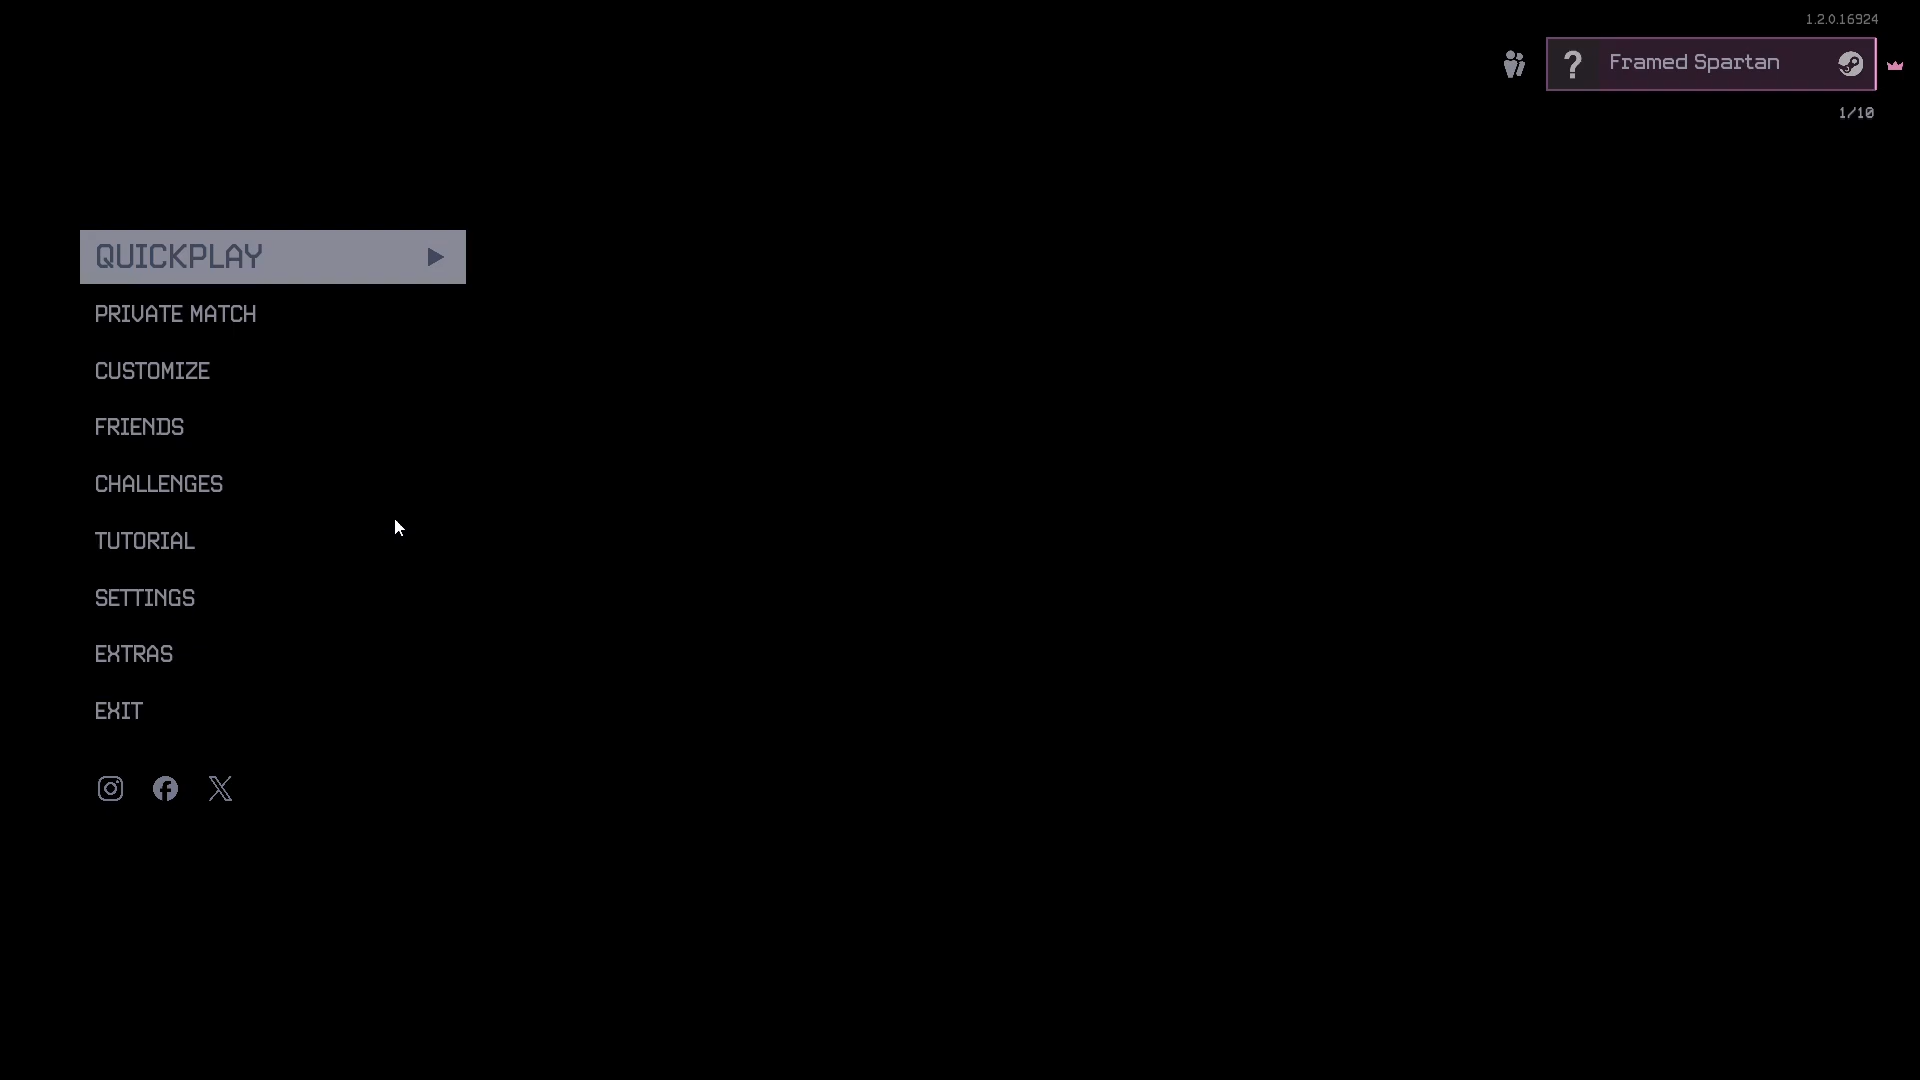 1.2.0.16924
? Framed Spartan
1/10
QUICKPLAY
PRIVATE MATCH
CUSTOMIZE
FRIENDS
CHALLENGES
TUTORIAL
SETTINGS
EXTRAS
EXIT